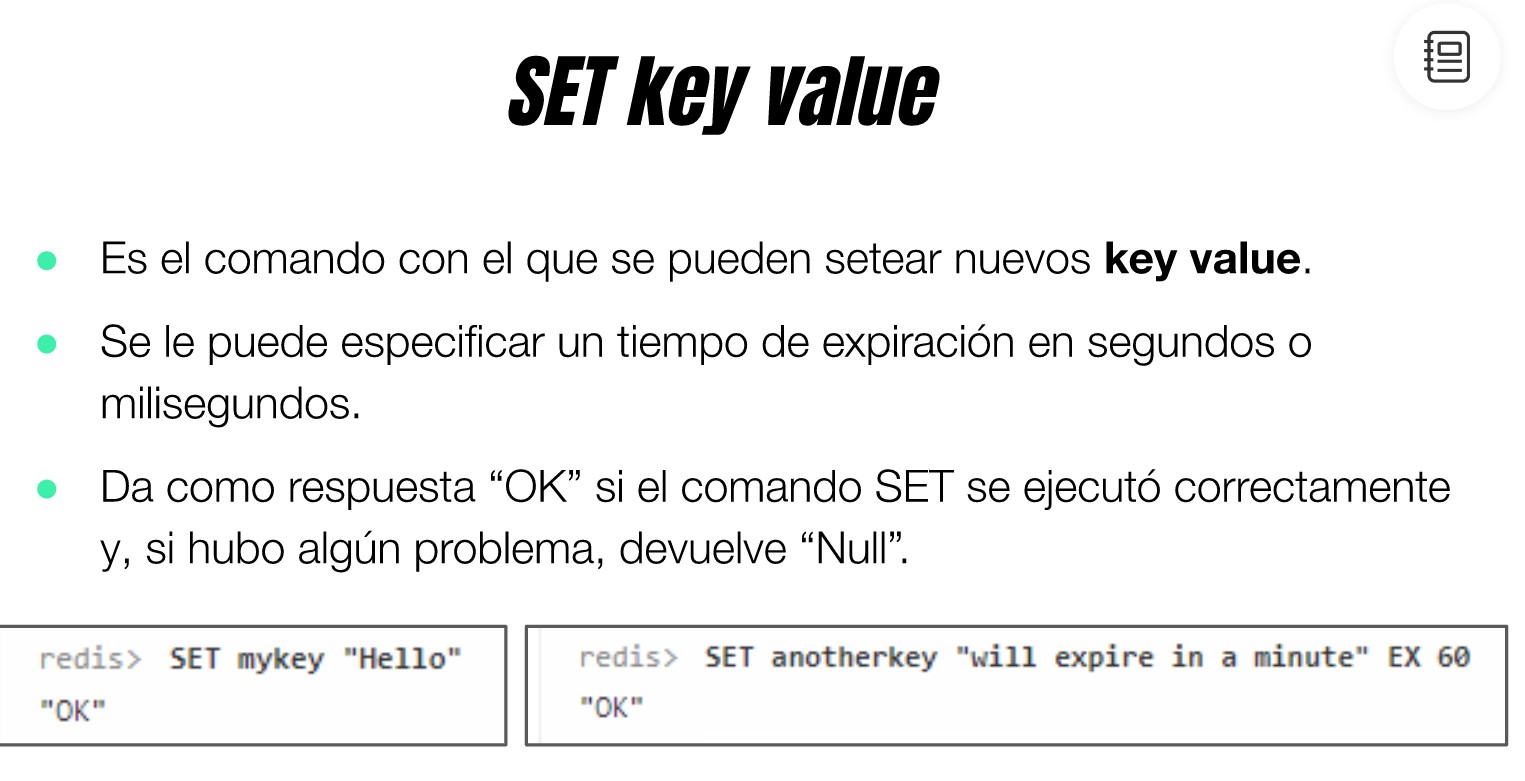 SET key value
Es el comando con el que se pueden setear nuevos key value.
Se le puede especificar un tiempo de expiración en segundos o
milisegundos.
Da como respuesta “OK” si el comando SET se ejecutó correctamente
y, si hubo algún problema, devuelve “Null”.
redis> SET mykey "Hello"
"OK"
redis> SET anotherkey "will expire in a minute" EX 60
"OK"